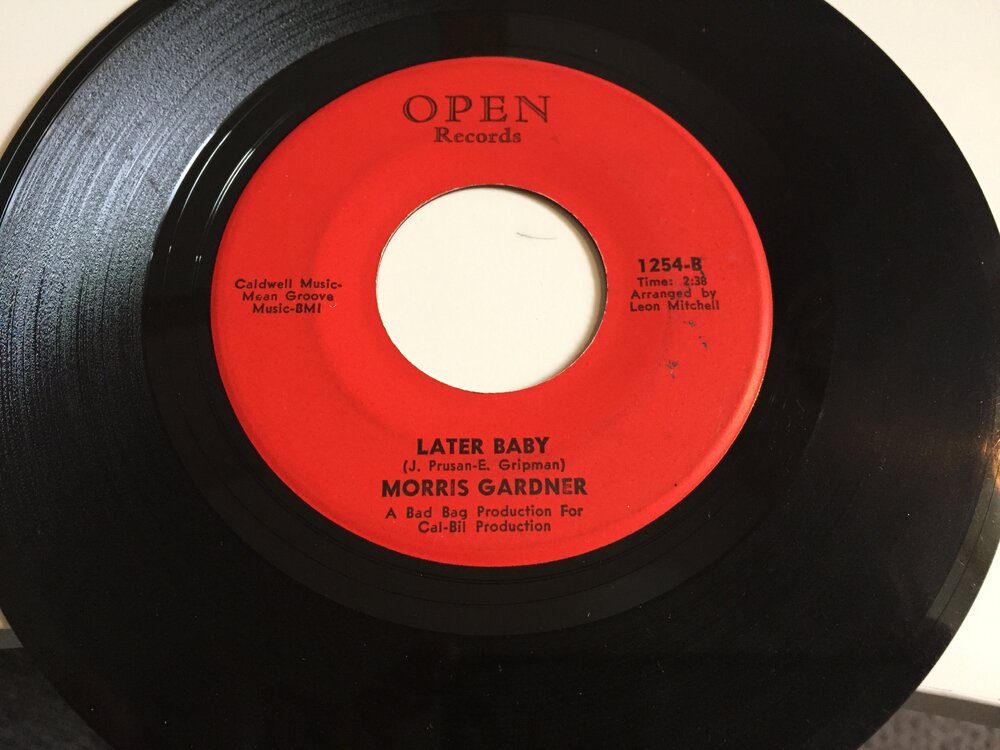 OPEN
Records
Caldwell Music-
Mean Groove
Music-BMI
1254-B
Time: 2:38
Arranged by
Leon Mitchell
LATER BABY
(J. Prusan-E. Gripman)
MORRIS GARDNER
A Bad Bag Production For
Cal-Bil Production